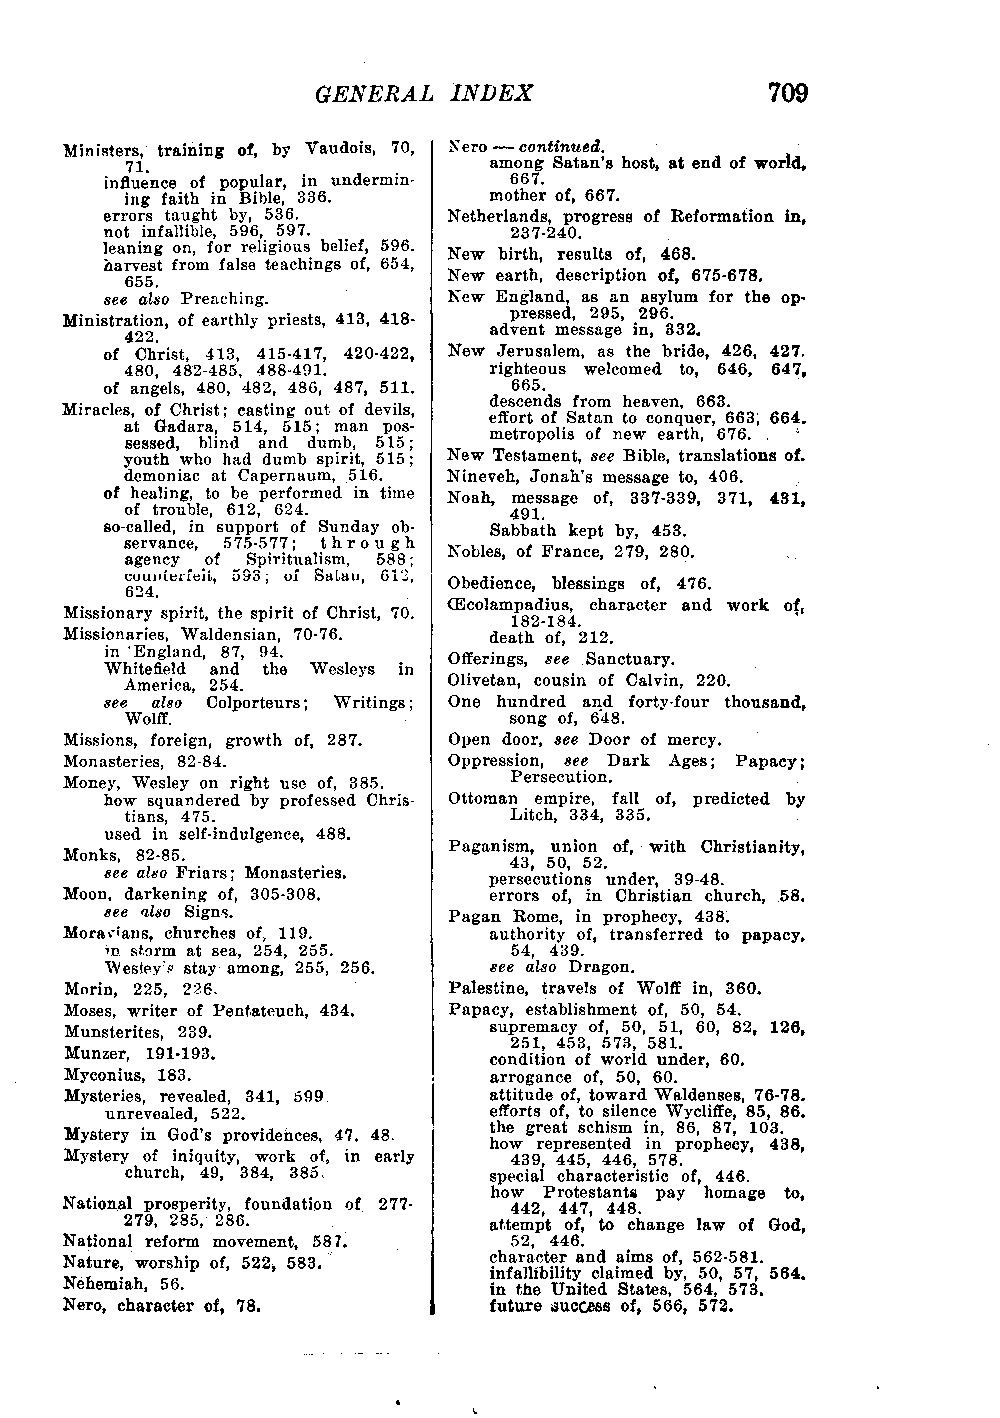 GENERAL INDEX 709
Ministers, training of, by Vaudois, 70,
71.
influence of popular, in undermin-
ing faith in Bible, 336.
errors taught by, 536.
not infallible, 596, 597.
leaning on, for religious belief, 596.
harvest from false teachings of, 654,
655.
see also Preaching.
Ministration, of earthly priests, 413, 418-
422.
of Christ, 413, 415-417, 420-422,
480, 482-485, 488-491.
of angels, 480, 482, 486, 487, 511.
Miracles, of Christ; casting out of devils,
at Gadara, 514, 515; man pos-
sessed, blind and dumb, 515;
youth who had dumb spirit, 515;
demoniac at Capernaum, 516.
of healing, to be performed in time
of trouble, 612, 624.
so-called, in support of Sunday ob-
servance, 575-577; through
agency of Spiritualism, 588;
counterfeit, 593; of Satan, 612,
624.
Missionary spirit, the spirit of Christ, 70.
Missionaries, Waldensian, 70-76.
in England, 87, 94.
Whitefield and the Wesleys in
America, 254.
see also Colporteurs; Writings;
Wolff.
Missions, foreign, growth of, 287.
Monasteries, 82-84.
Money, Wesley on right use of, 385.
how squandered by professed Chris-
tians, 475.
used in self-indulgence, 488.
Monks, 82-85.
see also Friars; Monasteries.
Moon, darkening of, 305-308.
see also Signs.
Moravians, churches of, 119.
in storm at sea, 254, 255.
Wesley's stay among, 255, 256.
Morin, 225, 226.
Moses, writer of Pentateuch, 434.
Munsterites, 239.
Munzer, 191-193.
Myconius, 183.
Mysteries, revealed, 341, 599.
unrevealed, 522.
Mystery in God's providences, 47, 48.
Mystery of iniquity, work of, in early
church, 49, 384, 385.
National prosperity, foundation of 277-
279, 285, 286.
National reform movement, 587.
Nature, worship of, 522, 583.
Nehemiah, 56.
Nero, character of, 78.
Nero — continued.
among Satan's host, at end of world,
667.
mother of, 667.
Netherlands, progress of Reformation in,
237-240.
New birth, results of, 468.
New earth, description of, 675-678.
New England, as an asylum for the op-
pressed, 295, 296.
advent message in, 332.
New Jerusalem, as the bride, 426, 427.
righteous welcomed to, 646, 647,
665.
descends from heaven, 663.
effort of Satan to conquer, 663, 664.
metropolis of new earth, 676.
New Testament, see Bible, translations of.
Nineveh, Jonah's message to, 406.
Noah, message of, 337-339, 371, 431,
491.
Sabbath kept by, 453.
Nobles, of France, 279, 280.
Obedience, blessings of, 476.
Œcolampadius, character and work of,
182-184.
death of, 212.
Offerings, see Sanctuary.
Olivetan, cousin of Calvin, 220.
One hundred and forty-four thousand,
song of, 648.
Open door, see Door of mercy.
Oppression, see Dark Ages; Papacy;
Persecution.
Ottoman empire, fall of, predicted by
Litch, 334, 335.
Paganism, union of, with Christianity,
43, 50, 52.
persecutions under, 39-48.
errors of, in Christian church, 58.
Pagan Rome, in prophecy, 438.
authority of, transferred to papacy,
54, 439.
see also Dragon.
Palestine, travels of Wolff in, 360.
Papacy, establishment of, 50, 54.
supremacy of, 50, 51, 60, 82, 126,
251, 453, 573, 581.
condition of world under, 60.
arrogance of, 50, 60.
attitude of, toward Waldenses, 76-78.
efforts of, to silence Wycliffe, 85, 86.
the great schism in, 86, 87, 103.
how represented in prophecy, 438,
439, 445, 446, 578.
special characteristic of, 446.
how Protestants pay homage to,
442, 447, 448.
attempt of, to change law of God,
52, 446.
character and aims of, 562-581.
infallibility claimed by, 50, 57, 564.
in the United States, 564, 573.
future success of, 566, 572.